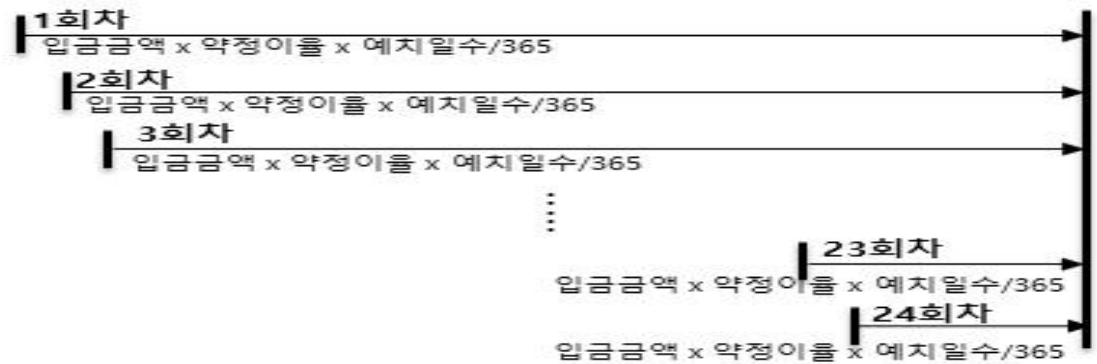 1회차
입금금액 x 약정이율 x 예치일수/365
2회차
입금금액 x 약정이율 x 예치일수/365
3회차
입금금액 x 약정이율 x 예치일수/365
23회차
입금금액 x 약정이율 x 예치일수/365
24회차
입금금액 x 약정이율 x 예치일수/365